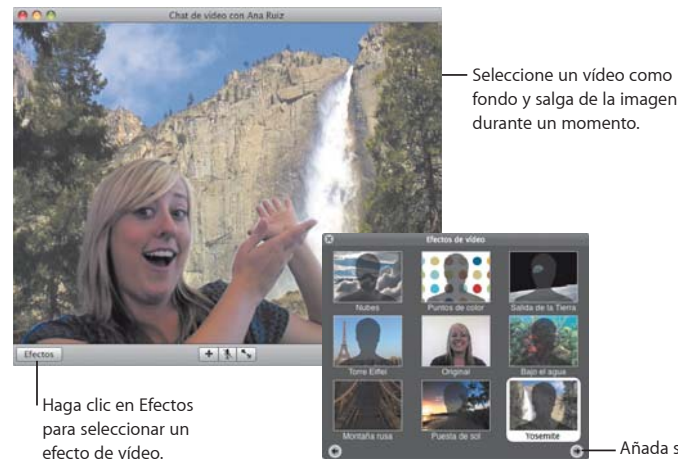 Chat de vídeo con Ana Ruiz
Seleccione un vídeo como
fondo y salga de la imagen
durante un momento.
Efectos de vídeo
Nubes
Puntos de color
Salida de la Tierra
Torre Eiffel
Original
Bajo el agua
Montaña rusa
Puesta de sol
Yosemite
Efectos
Haga clic en Efectos
para seleccionar un
efecto de vídeo.
Añada s